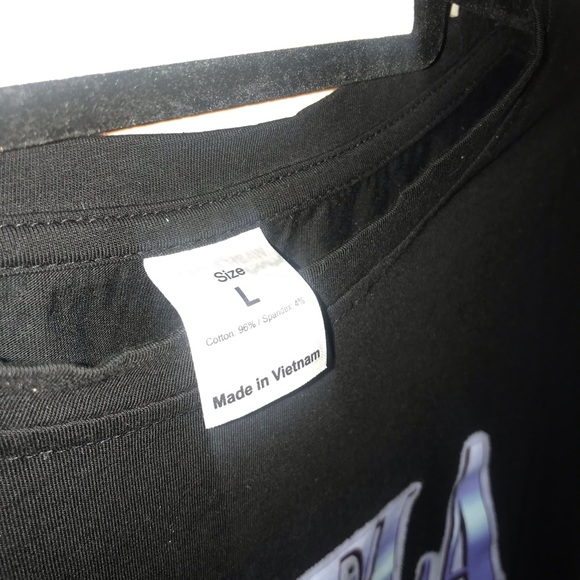 Size
L
Cotton: 96% / Spandex 4%
Made in Vietnam
A